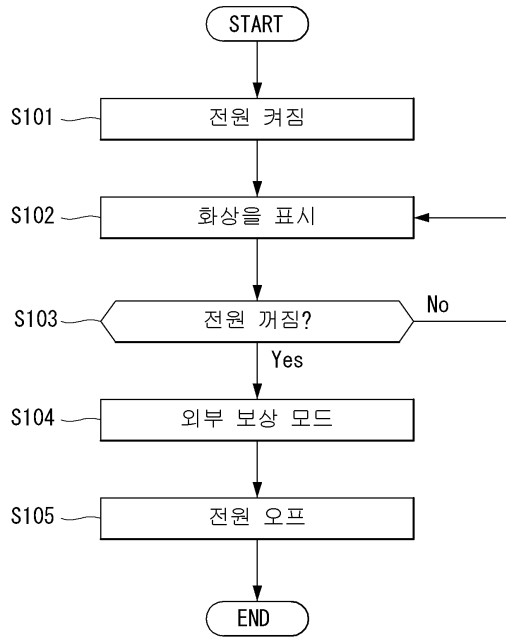 START
S101 전원 켜짐
S102 화상을 표시
S103 전원 꺼짐? No
Yes
S104 외부 보상 모드
S105 전원 오프
END